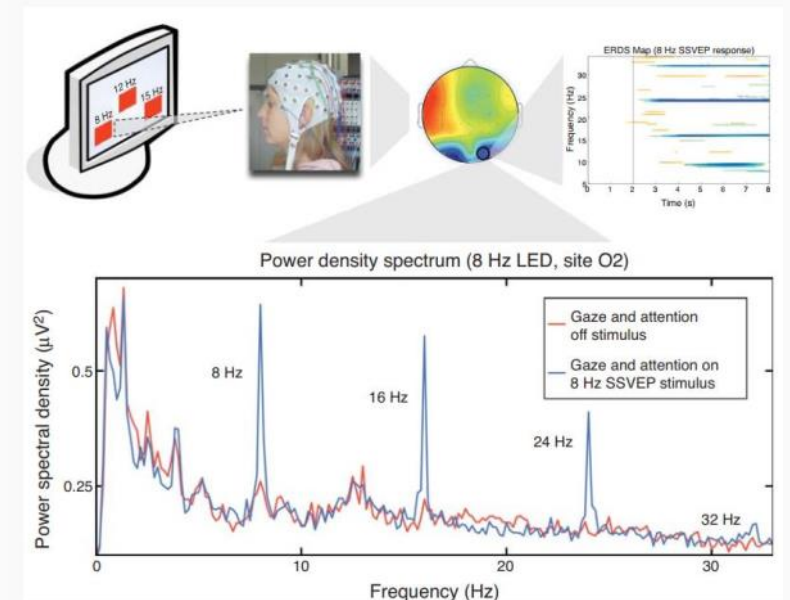 8 Hz
12 Hz
15 Hz
ERDS Map (8 Hz SSVEP response)
Frequency (Hz)
30
25
20
15
10
5
0
1
2
3
4
5
6
7
8
Time (s)
Power density spectrum (8 Hz LED, site O2)
Power spectral density (μV²)
0.5
0.25
8 Hz
16 Hz
24 Hz
32 Hz
Gaze and attention
off stimulus
Gaze and attention on
8 Hz SSVEP stimulus
0
10
20
30
Frequency (Hz)